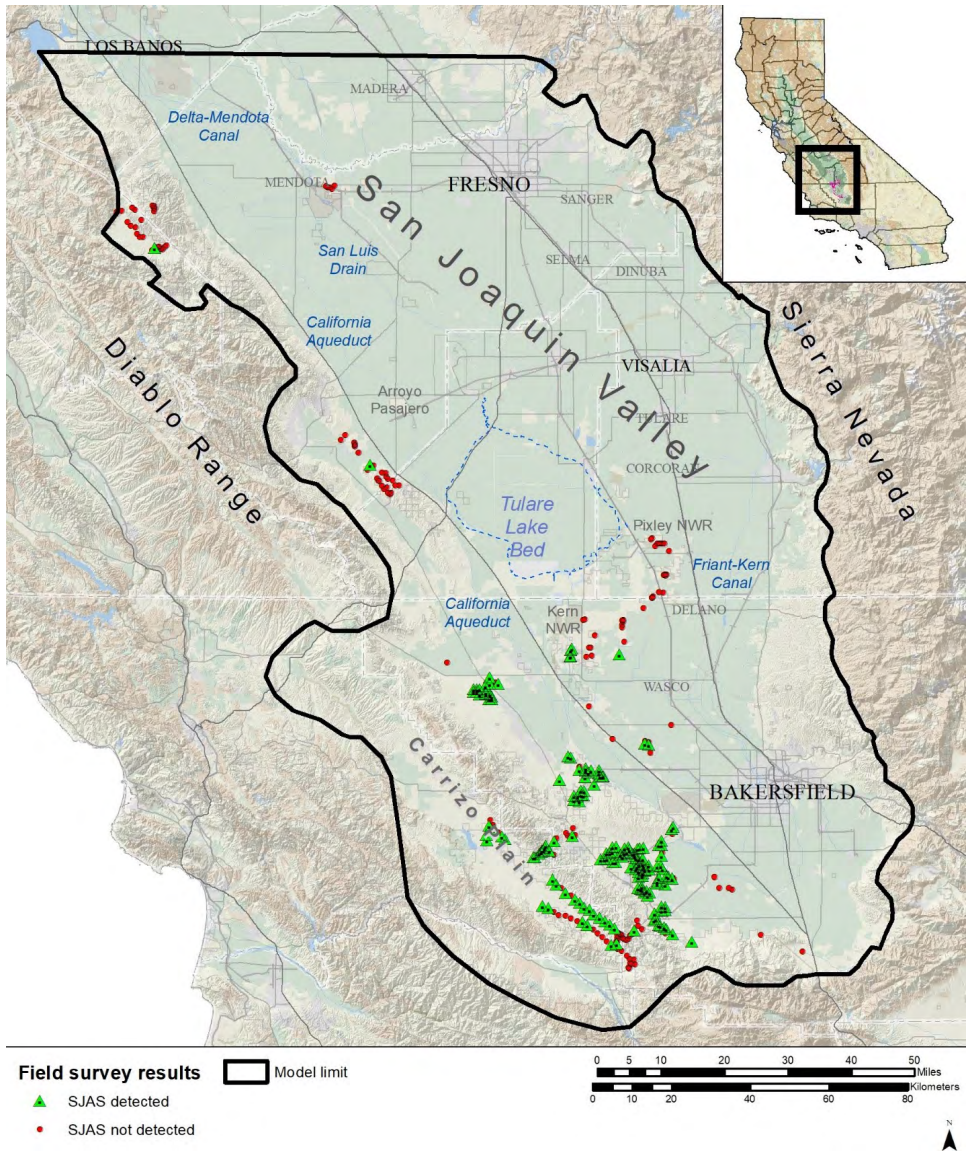 LOS BANOS
MADERA
Delta-Mendota
Canal
MENDOTA
FRESNO
SANGER
San Joaquin Valley
San Luis
Drain
SELMA
DINUBA
Sierra Nevada
California
Aqueduct
Diablo Range
VISALIA
Arroyo
Pasajero
TULARE
CORCORAN
Tulare
Lake
Bed
Pixley NWR
Friant-Kern
Canal
California
Aqueduct
Kern
NWR
DELANO
WASCO
Carrizo Plain
BAKERSFIELD
Field survey results
Model limit
SJAS detected
SJAS not detected
0 5 10 20 30 40 50
Miles
Kilometers
0 10 20 40 60 80
N